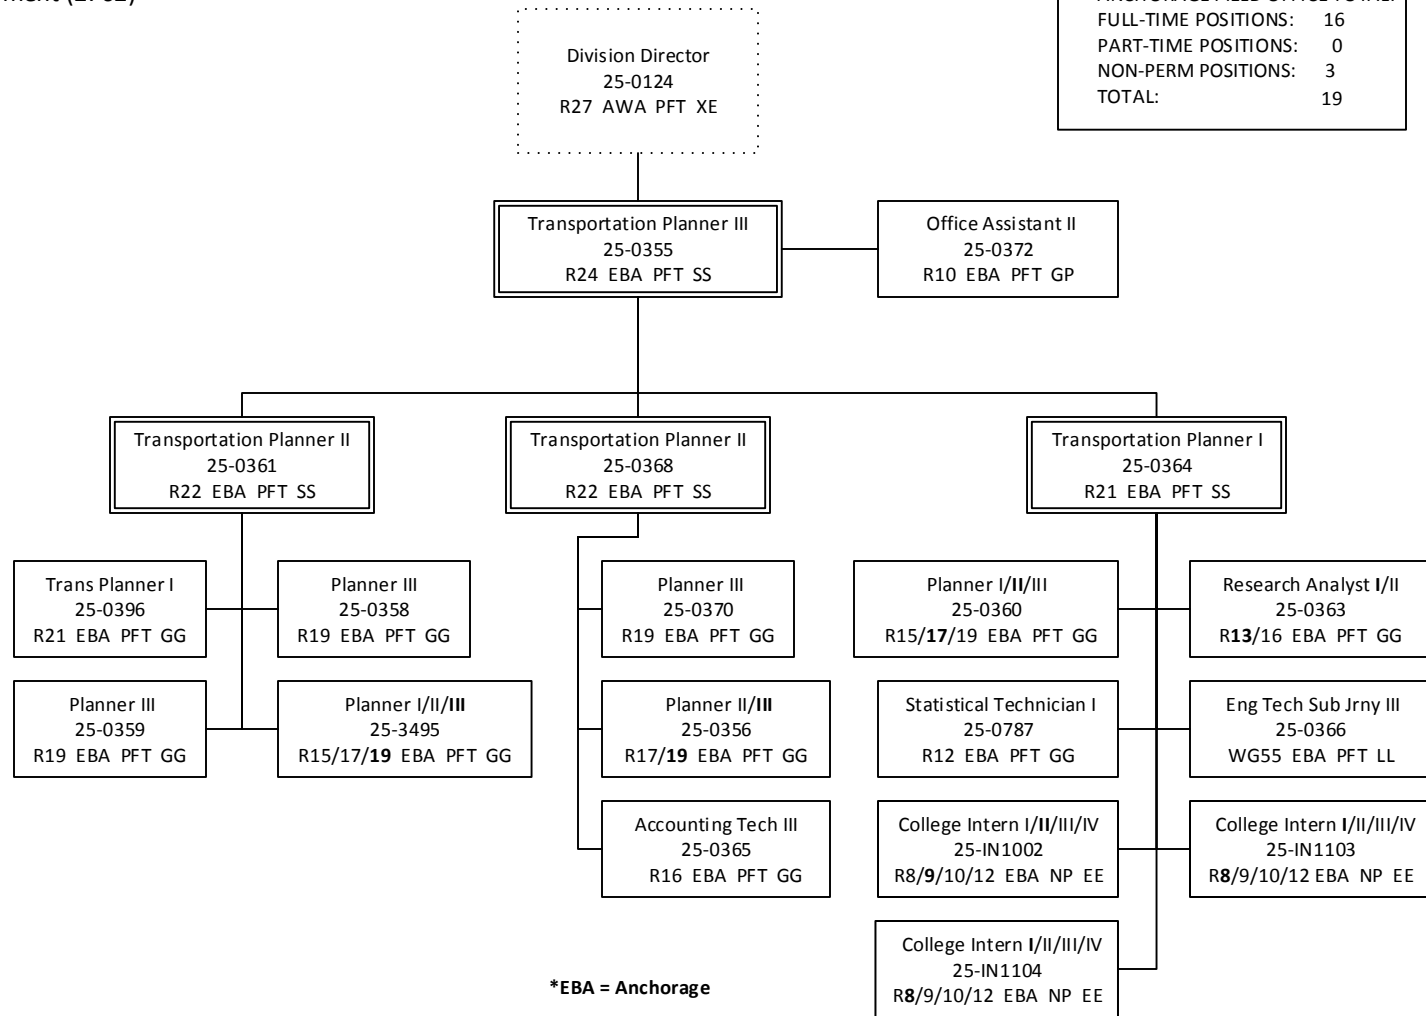 Division Director
25-0124
R27 AWA PFT XE
FULL-TIME POSITIONS: 16
PART-TIME POSITIONS: 0
NON-PERM POSITIONS: 3
TOTAL: 19
Transportation Planner III
25-0355
R24 EBA PFT SS
Office Assistant II
25-0372
R10 EBA PFT GP
Transportation Planner II
25-0361
R22 EBA PFT SS
Transportation Planner II
25-0368
R22 EBA PFT SS
Transportation Planner I
25-0364
R21 EBA PFT SS
Trans Planner I
25-0396
R21 EBA PFT GG
Planner III
25-0358
R19 EBA PFT GG
Planner III
25-0370
R19 EBA PFT GG
Planner I/II/III
25-0360
R15/17/19 EBA PFT GG
Research Analyst I/II
25-0363
R13/16 EBA PFT GG
Planner III
25-0359
R19 EBA PFT GG
Planner I/II/III
25-3495
R15/17/19 EBA PFT GG
Planner II/III
25-0356
R17/19 EBA PFT GG
Statistical Technician I
25-0787
R12 EBA PFT GG
Eng Tech Sub Jrny III
25-0366
WG55 EBA PFT LL
Accounting Tech III
25-0365
R16 EBA PFT GG
College Intern I/II/III/IV
25-IN1002
R8/9/10/12 EBA NP EE
College Intern I/II/III/IV
25-IN1103
R8/9/10/12 EBA NP EE
College Intern I/II/III/IV
25-IN1104
R8/9/10/12 EBA NP EE
*EBA = Anchorage